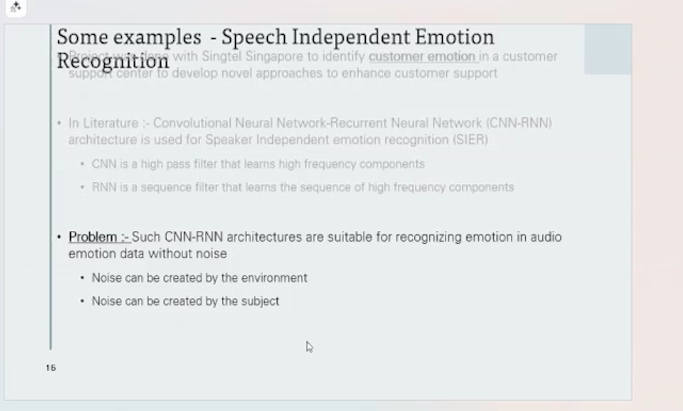 Some examples - Speech Independent Emotion
Recognition
Project was done with Singtel Singapore to identify customer emotion in a customer
support center to develop novel approaches to enhance customer support
• In Literature :- Convolutional Neural Network-Recurrent Neural Network (CNN-RNN)
architecture is used for Speaker Independent emotion recognition (SIER)
• CNN is a high pass filter that learns high frequency components
• RNN is a sequence filter that learns the sequence of high frequency components
• Problem :- Such CNN-RNN architectures are suitable for recognizing emotion in audio
emotion data without noise
• Noise can be created by the environment
• Noise can be created by the subject
16